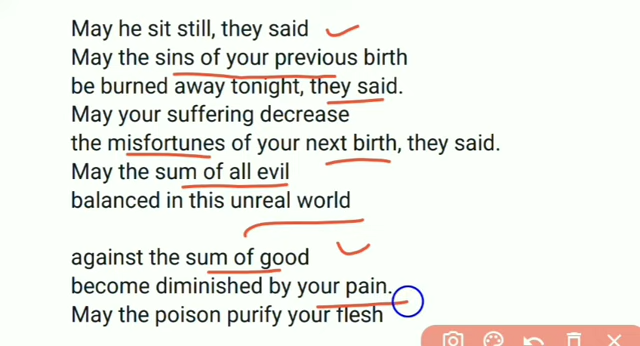 May he sit still, they said
May the sins of your previous birth
be burned away tonight, they said.
May your suffering decrease
the misfortunes of your next birth, they said.
May the sum of all evil
balanced in this unreal world
against the sum of good
become diminished by your pain.
May the poison purify your flesh